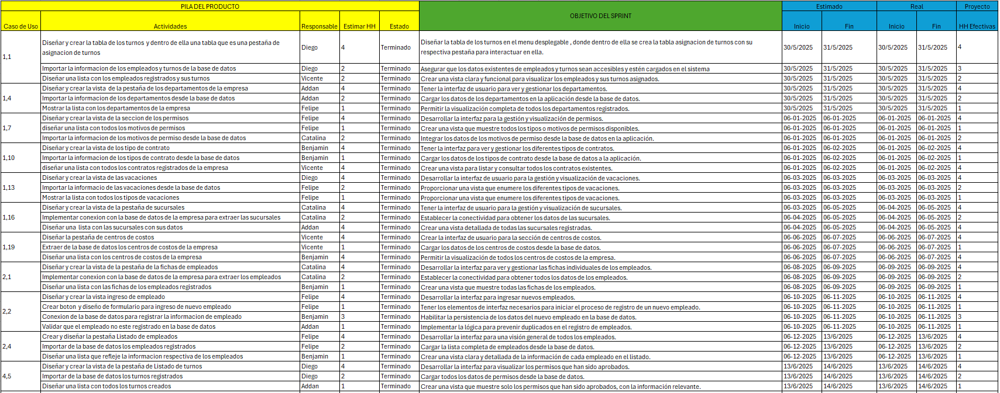 PILA DEL PRODUCTO OBJETIVO DEL SPRINT Estimado Real Proyecto
Caso de Uso Actividades Responsable Estimar HH Estado Inicio Fin Inicio Fin HH Efectivas
1,1 Diseñar y crear la tabla de los turnos y dentro de ella una tabla que es una pestaña de asignacion de turnos Diego 4 Terminado Diseñar la tabla de los turnos en el menu desplegable , donde dentro de ella se crea la tabla asignacion de turnos con su respectiva pestaña para interactuar en ella. 30/5/2025 31/5/2025 30/5/2025 31/5/2025 4
Importar la informacion de los empleados y turnos de la base de datos Diego 2 Terminado Asegurar que los datos existentes de empleados y turnos sean accesibles y estén cargados en el sistema 30/5/2025 31/5/2025 30/5/2025 31/5/2025 3
Diseñar una lista con los empleados registrados y sus turnos Vicente 2 Terminado Crear una vista clara y funcional para visualizar los empleados y sus turnos asignados. 30/5/2025 31/5/2025 30/5/2025 31/5/2025 2
1,4 Diseñar y crear la vista de la pestaña de los departamentos de la empresa Addan 4 Terminado Tener la interfaz de usuario para ver y gestionar los departamentos. 30/5/2025 31/5/2025 30/5/2025 31/5/2025 4
Importar la informacion de los departamentos desde la base de datos Addan 2 Terminado Cargar los datos de los departamentos en la aplicación desde la base de datos. 30/5/2025 31/5/2025 30/5/2025 31/5/2025 2
Mostrar la lista con los departamentos de la empresa Felipe 1 Terminado Permitir la visualización completa de todos los departamentos registrados. 30/5/2025 31/5/2025 30/5/2025 31/5/2025 1
1,7 Diseñar y crear la vista de la seccion de los permisos Felipe 4 Terminado Desarrollar la interfaz para la gestión y visualización de permisos. 06-01-2025 06-01-2025 06-01-2025 06-01-2025 4
diseñar una lista con todos los motivos de permisos Felipe 1 Terminado Crear una vista que muestre todos los tipos o motivos de permisos disponibles. 06-01-2025 06-01-2025 06-01-2025 06-01-2025 1
Importar la informacion de los motivos de permiso desde la base de datos Catalina 2 Terminado Integrar los datos de los motivos de permiso desde la base de datos en la aplicación. 06-01-2025 06-01-2025 06-01-2025 06-01-2025 2
1,10 Diseñar y crear la vista de los tipo de contrato Benjamin 4 Terminado Tener la interfaz para ver y gestionar los diferentes tipos de contratos. 06-01-2025 06-02-2025 06-01-2025 06-02-2025 4
Importar la informacion de los tipos de contrato desde la base de datos Benjamin 1 Terminado Cargar los datos de los tipos de contrato desde la base de datos a la aplicación. 06-01-2025 06-02-2025 06-01-2025 06-02-2025 1
diseñar una lista con todos los contratos registrados de la empresa Vicente 4 Terminado Crear una vista para listar y consultar todos los contratos existentes. 06-01-2025 06-02-2025 06-01-2025 06-02-2025 4
1,13 Diseñar y crear la vista de las vacaciones Diego 4 Terminado Desarrollar la interfaz de usuario para la gestión y visualización de vacaciones. 06-03-2025 06-03-2025 06-03-2025 06-03-2025 4
Importar la informacio de las vacaciones desde la base de datos Felipe 2 Terminado Proporcionar una vista que enumere los diferentes tipos de vacaciones. 06-03-2025 06-03-2025 06-03-2025 06-03-2025 2
Mostrar la lista con todos los tipos de vacaciones Felipe 1 Terminado Proporcionar una vista que enumere los diferentes tipos de vacaciones. 06-03-2025 06-03-2025 06-03-2025 06-03-2025 1
1,16 Diseñar y crear la vista de la pestaña de sucursales Catalina 4 Terminado Tener la interfaz de usuario para la gestión y visualización de sucursales. 06-03-2025 06-05-2025 06-04-2025 06-05-2025 4
Implementar conexion con la base de datos de la empresa para extraer las sucursales Catalina 2 Terminado Establecer la conectividad para obtener los datos de las sucursales. 06-04-2025 06-05-2025 06-04-2025 06-05-2025 2
Diseñar una lista con las sucursales con sus datos Addan 4 Terminado Crear una vista detallada de todas las sucursales registradas. 06-04-2025 06-05-2025 06-04-2025 06-05-2025 4
1,19 Diseñar la pestaña de centros de costos Vicente 4 Terminado Crear la interfaz de usuario para la sección de centros de costos. 06-06-2025 06-07-2025 06-06-2025 06-07-2025 4
Extraer de la base de datos los centros de costos de la empresa Vicente 1 Terminado Cargar los datos de los centros de costos desde la base de datos. 06-06-2025 06-07-2025 06-06-2025 06-07-2025 1
Diseñar una lista con los centros de costos de la empresa Benjamin 4 Terminado Permitir la visualización de todos los centros de costos de la empresa. 06-06-2025 06-07-2025 06-06-2025 06-07-2025 4
2,1 Diseñar y crear la vista de la pestaña de la fichas de empleados Catalina 4 Terminado Desarrollar la interfaz para ver y gestionar las fichas individuales de los empleados. 06-08-2025 06-09-2025 06-09-2025 06-09-2025 4
Implementar conexion con la base de datos de la empresa para extraer los empleados Catalina 2 Terminado Establecer la conectividad para obtener todos los datos de los empleados. 06-08-2025 06-09-2025 06-09-2025 06-09-2025 2
Diseñar una lista con las fichas de los empleados registrados Benjamin 1 Terminado Crear una vista que muestre todas las fichas de los empleados. 06-08-2025 06-09-2025 06-09-2025 06-09-2025 1
2,2 Diseñar y crear la vista ingreso de empleado Felipe 4 Terminado Desarrollar la interfaz para ingresar nuevos empleados. 06-10-2025 06-11-2025 06-10-2025 06-11-2025 4
Crear boton y diseño de formulario para ingreso de nuevo empleado Felipe 1 Terminado Tener los elementos de interfaz necesarios para iniciar el proceso de registro de un nuevo empleado. 06-10-2025 06-11-2025 06-10-2025 06-11-2025 1
Conexion de la base de datos para registrar la informacion de empleado Benjamin 3 Terminado Habilitar la persistencia de los datos del nuevo empleado en la base de datos. 06-10-2025 06-11-2025 06-10-2025 06-11-2025 3
Validar que el empleado no este registrado en la base de datos Addan 1 Terminado Implementar la lógica para prevenir duplicados en el registro de empleados. 06-10-2025 06-11-2025 06-10-2025 06-11-2025 1
2,4 Crear y diseñar la pestaña Listado de empleados Felipe 4 Terminado Desarrollar la interfaz para una visión general de todos los empleados. 06-12-2025 13/6/2025 06-12-2025 13/6/2025 4
Importar de la base de datos los empleados registrados Felipe 2 Terminado Cargar la lista completa de empleados desde la base de datos. 06-12-2025 13/6/2025 06-12-2025 13/6/2025 2
Diseñar una lista que refleje la informacion respectiva de los empleados Benjamin 1 Terminado Crear una vista clara y detallada de la información de cada empleado en el listado. 06-12-2025 13/6/2025 06-12-2025 13/6/2025 1
4,5 Diseñar y crear la vista de la pestaña de Listado de turnos Diego 4 Terminado Desarrollar la interfaz para visualizar los permisos que han sido aprobados. 13/6/2025 14/6/2025 13/6/2025 14/6/2025 4
Importar de la base de datos los turnos registrados Diego 2 Terminado Cargar todos los datos de permisos desde la base de datos. 13/6/2025 14/6/2025 13/6/2025 14/6/2025 2
Diseñar una lista con todos los turnos creados Addan 1 Terminado Crear una vista que muestre solo los permisos que han sido aprobados, con la información relevante. 13/6/2025 14/6/2025 13/6/2025 14/6/2025 1